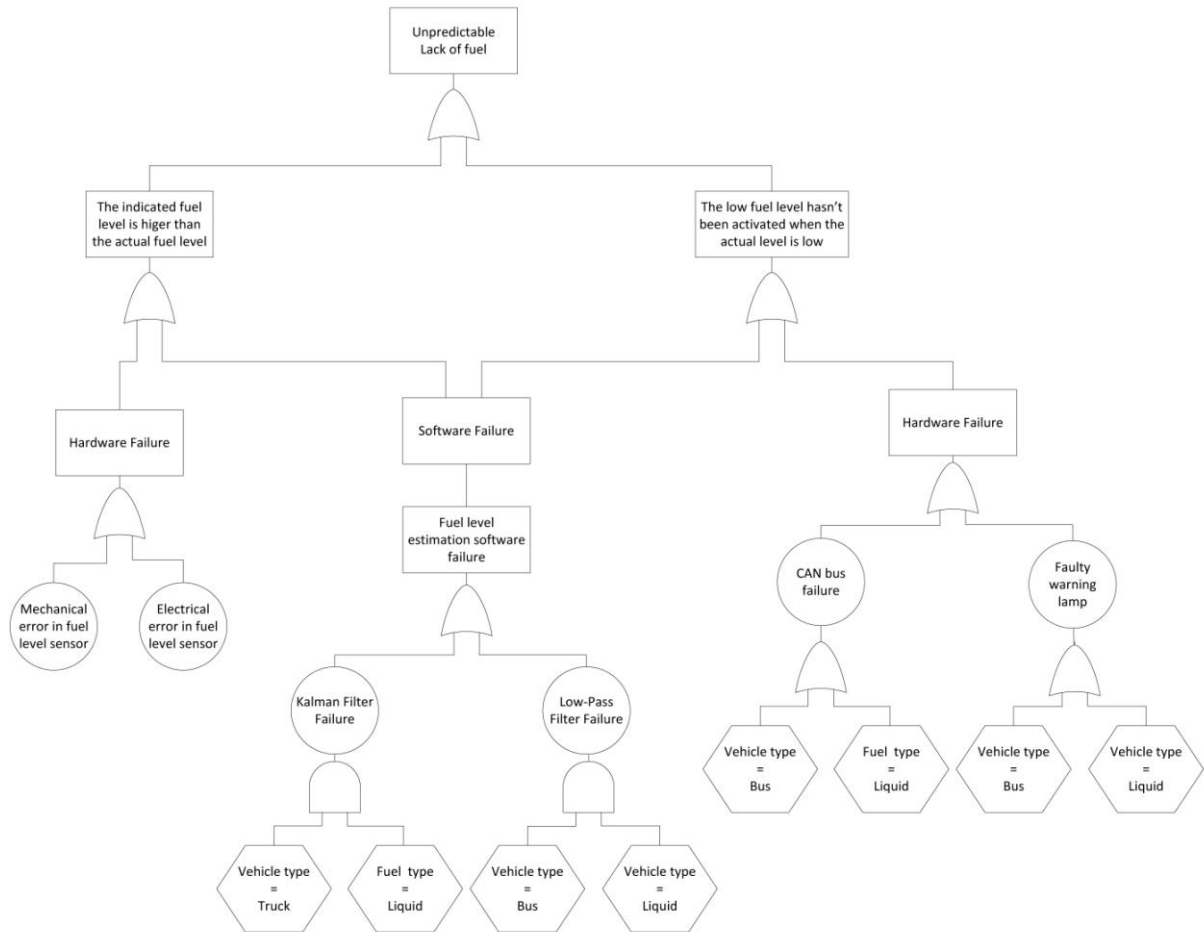 Unpredictable
Lack of fuel
The indicated fuel
level is higer than
the actual fuel level
The low fuel level hasn't
been activated when the
actual level is low
Hardware Failure
Software Failure
Hardware Failure
Fuel level
estimation software
failure
CAN bus
failure
Faulty
warning
lamp
Mechanical
error in fuel
level sensor
Electrical
error in fuel
level sensor
Kalman Filter
Failure
Low-Pass
Filter Failure
Vehicle type
=
Bus
Fuel type
=
Liquid
Vehicle type
=
Bus
Vehicle type
=
Liquid
Vehicle type
=
Truck
Fuel type
=
Liquid
Vehicle type
=
Bus
Vehicle type
=
Liquid